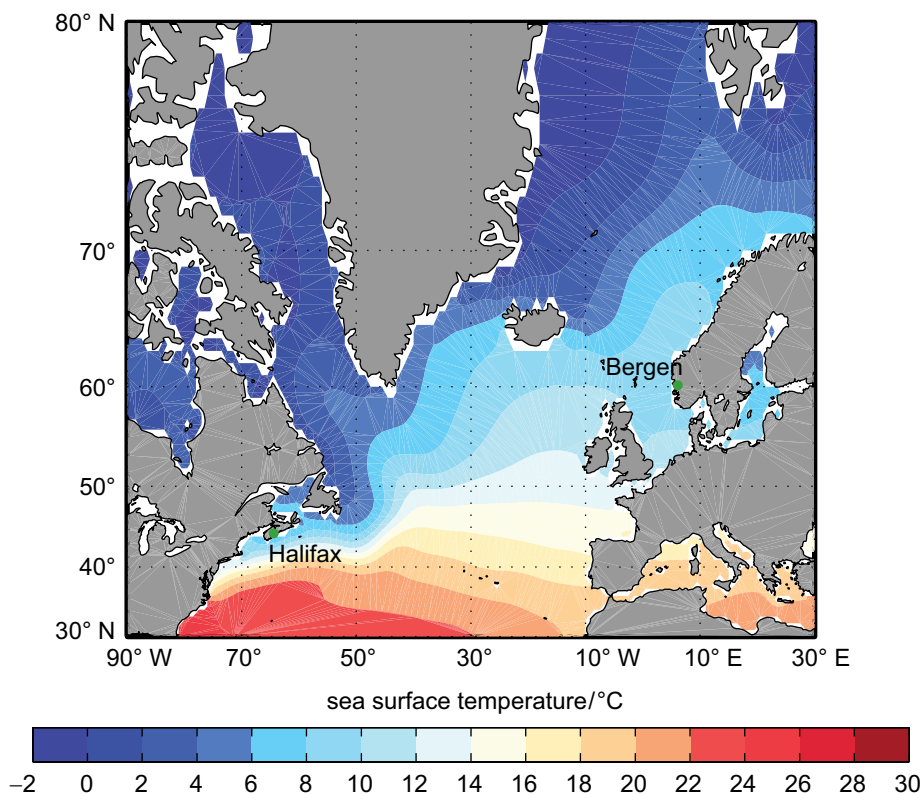 80° N
70°
60°
Bergen
50°
Halifax
40°
30° N
90° W 70° 50° 30° 10° W 10° E 30° E
sea surface temperature/°C
–2 0 2 4 6 8 10 12 14 16 18 20 22 24 26 28 30